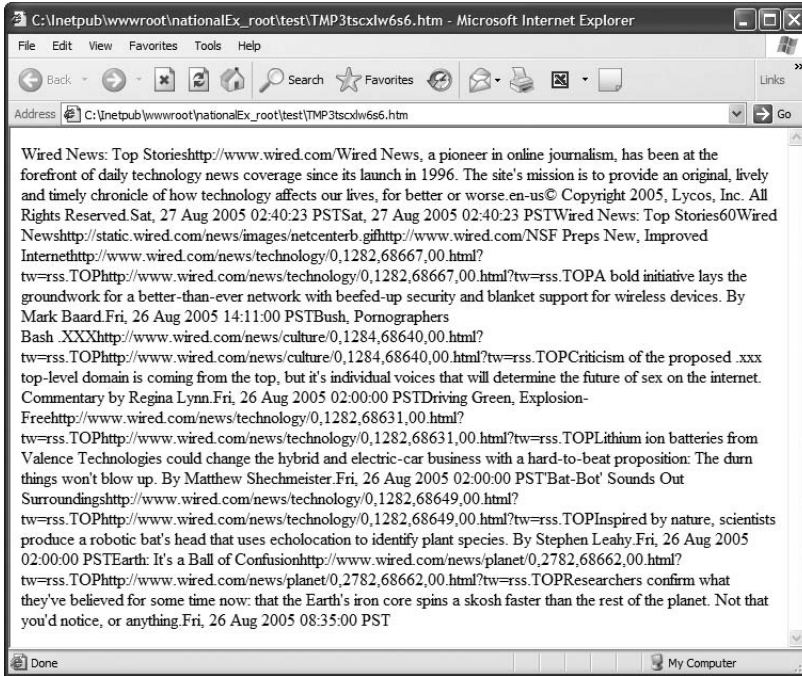 C:\Inetpub\wwwroot\nationalEx_root\test\TMP3tscxlw6s6.htm - Microsoft Internet Explorer
File Edit View Favorites Tools Help
Back Search Favorites Links
Address C:\Inetpub\wwwroot\nationalEx_root\test\TMP3tscxlw6s6.htm Go
Wired News: Top Storieshttp://www.wired.com/Wired News, a pioneer in online journalism, has been at the
forefront of daily technology news coverage since its launch in 1996. The site's mission is to provide an original, lively
and timely chronicle of how technology affects our lives, for better or worse.en-us© Copyright 2005, Lycos, Inc. All
Rights Reserved.Sat, 27 Aug 2005 02:40:23 PSTSat, 27 Aug 2005 02:40:23 PSTWired News: Top Stories60Wired
Newshttp://static.wired.com/news/images/netcenterb.gifhttp://www.wired.com/NSF Preps New, Improved
Internethttp://www.wired.com/news/technology/0,1282,68667,00.html?
tw=rss.TOPhttp://www.wired.com/news/technology/0,1282,68667,00.html?tw=rss.TOPA bold initiative lays the
groundwork for a better-than-ever network with beefed-up security and blanket support for wireless devices. By
Mark Baard.Fri, 26 Aug 2005 14:11:00 PSTBush, Pornographers
Bash .XXXhttp://www.wired.com/news/culture/0,1284,68640,00.html?
tw=rss.TOPhttp://www.wired.com/news/culture/0,1284,68640,00.html?tw=rss.TOPCriticism of the proposed .xxx
top-level domain is coming from the top, but it's individual voices that will determine the future of sex on the internet.
Commentary by Regina Lynn.Fri, 26 Aug 2005 02:00:00 PSTDriving Green, Explosion-
Freehttp://www.wired.com/news/technology/0,1282,68631,00.html?
tw=rss.TOPhttp://www.wired.com/news/technology/0,1282,68631,00.html?tw=rss.TOPLithium ion batteries from
Valence Technologies could change the hybrid and electric-car business with a hard-to-beat proposition: The durn
things won't blow up. By Matthew Shechmeister.Fri, 26 Aug 2005 02:00:00 PST'Bat-Bot' Sounds Out
Surroundingshttp://www.wired.com/news/technology/0,1282,68649,00.html?
tw=rss.TOPhttp://www.wired.com/news/technology/0,1282,68649,00.html?tw=rss.TOPInspired by nature, scientists
produce a robotic bat's head that uses echolocation to identify plant species. By Stephen Leahy.Fri, 26 Aug 2005
02:00:00 PSTEarth: It's a Ball of Confusionhttp://www.wired.com/news/planet/0,2782,68662,00.html?
tw=rss.TOPhttp://www.wired.com/news/planet/0,2782,68662,00.html?tw=rss.TOPResearchers confirm what
they've believed for some time now: that the Earth's iron core spins a skosh faster than the rest of the planet. Not that
you'd notice, or anything.Fri, 26 Aug 2005 08:35:00 PST
Done My Computer